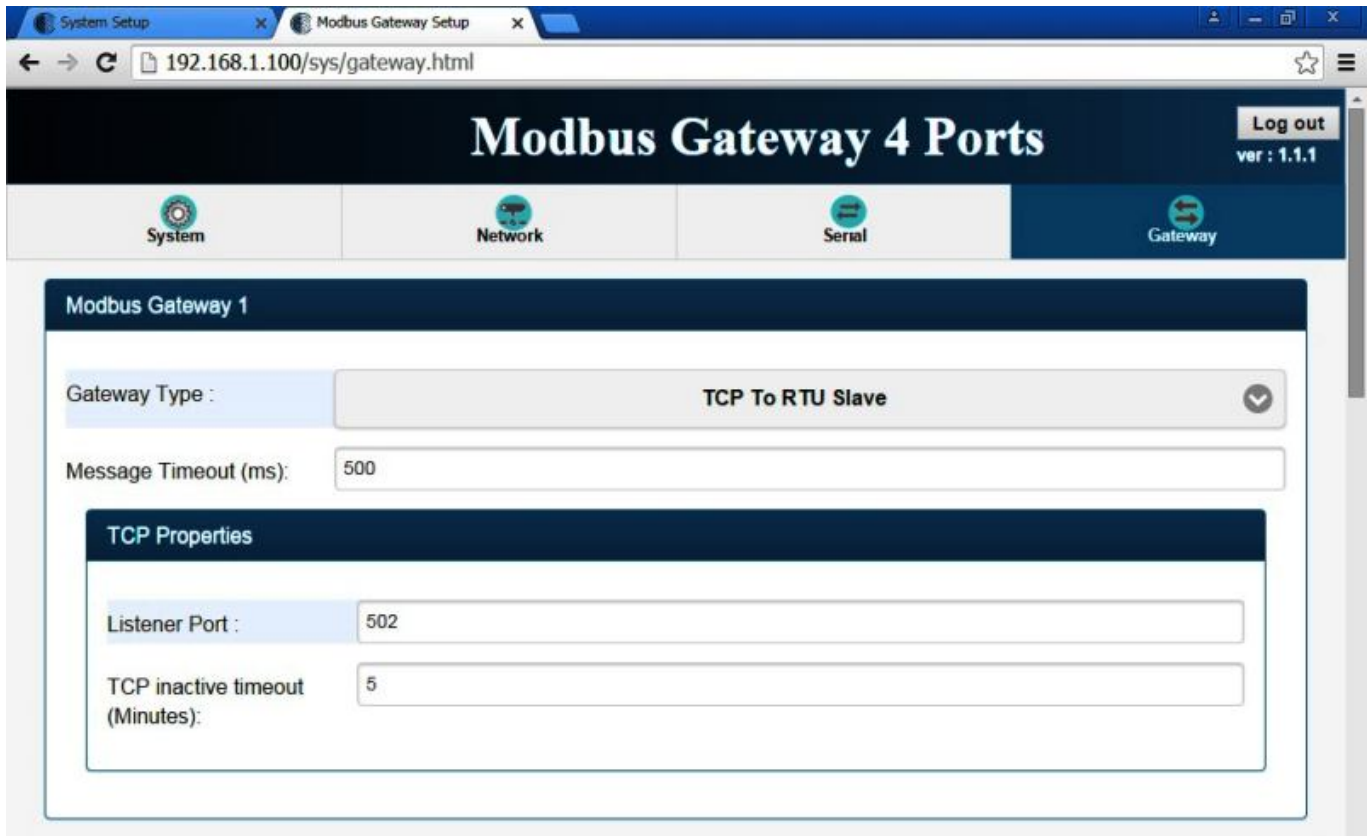 System Setup
Modbus Gateway Setup
192.168.1.100/sys/gateway.html
Modbus Gateway 4 Ports
Log out
ver : 1.1.1
System
Network
Serial
Gateway
Modbus Gateway 1
Gateway Type :
TCP To RTU Slave
Message Timeout (ms):
500
TCP Properties
Listener Port :
502
TCP inactive timeout
(Minutes):
5